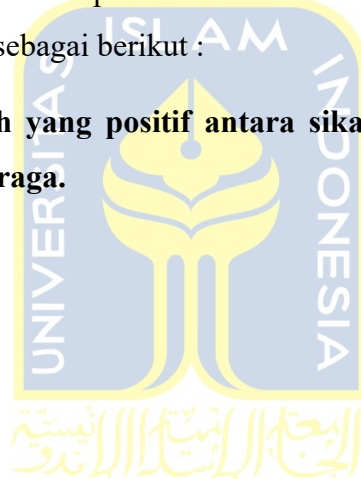 sebagai berikut :
h yang positif antara sika
raga.
ISLAM
UNIVERSITAS
INDONESIA